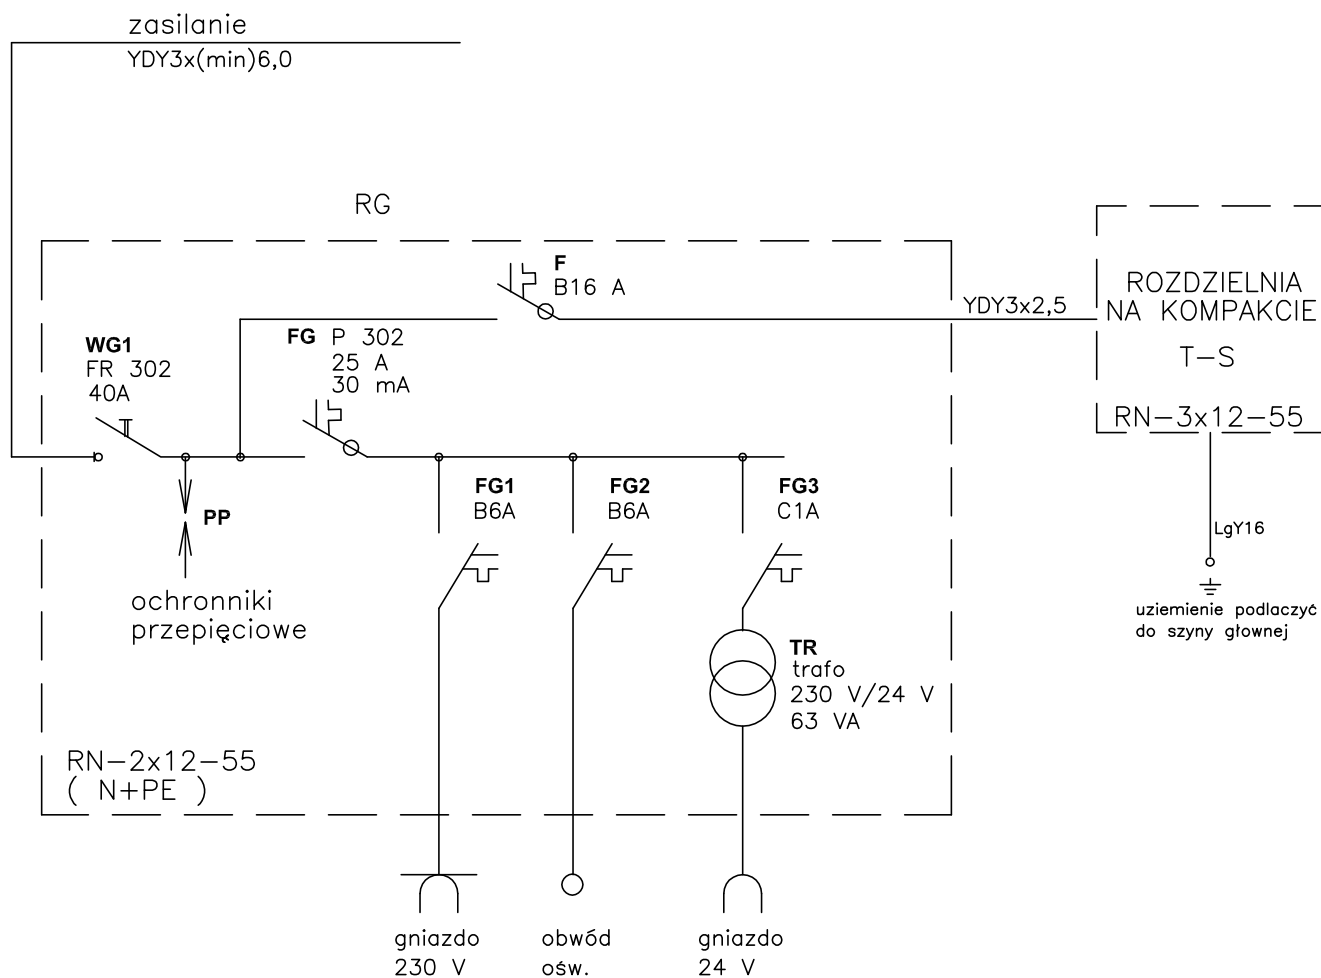 zasilanie
YDY3x(min)6,0
RG
F
B16 A
YDY3x2,5
ROZDZIELNIA
NA KOMPAKCIE
T-S
RN-3x12-55
WG1
FR 302
40A
FG P 302
25 A
30 mA
FG1
B6A
FG2
B6A
FG3
C1A
PP
ochronniki
przepięciowe
LgY16
uziemienie podlaczyć
do szyny głownej
TR
trafo
230 V/24 V
63 VA
RN-2x12-55
( N+PE )
gniazdo
230 V
obwód
ośw.
gniazdo
24 V